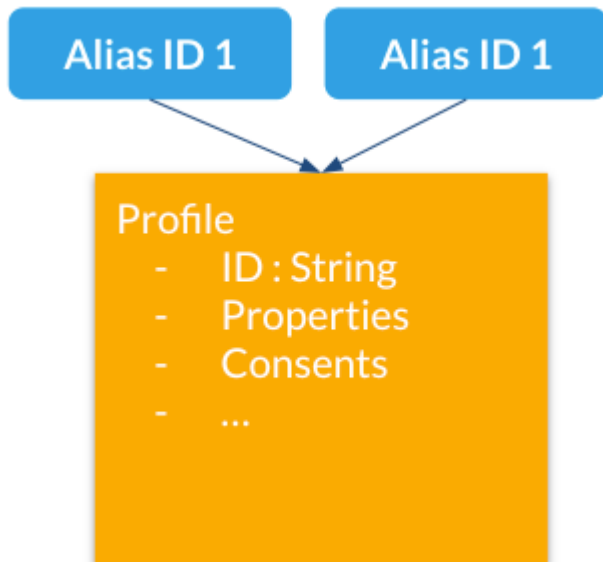 Alias ID 1
Alias ID 1
Profile
- ID : String
- Properties
- Consents
- ...